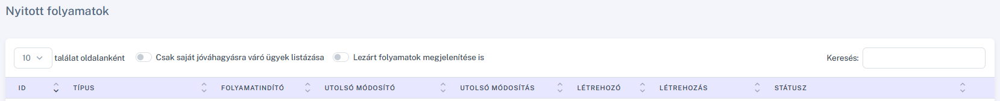 Nyitott folyamatok
10 találat oldalanként Csak saját jóváhagyásra váró ügyek listázása Lezárt folyamatok megjelenítése is Keresés:
ID TÍPUS FOLYAMATINDÍTÓ UTOLSÓ MÓDOSÍTÓ UTOLSÓ MÓDOSÍTÁS LÉTREHOZÓ LÉTREHOZÁS STÁTUSZ